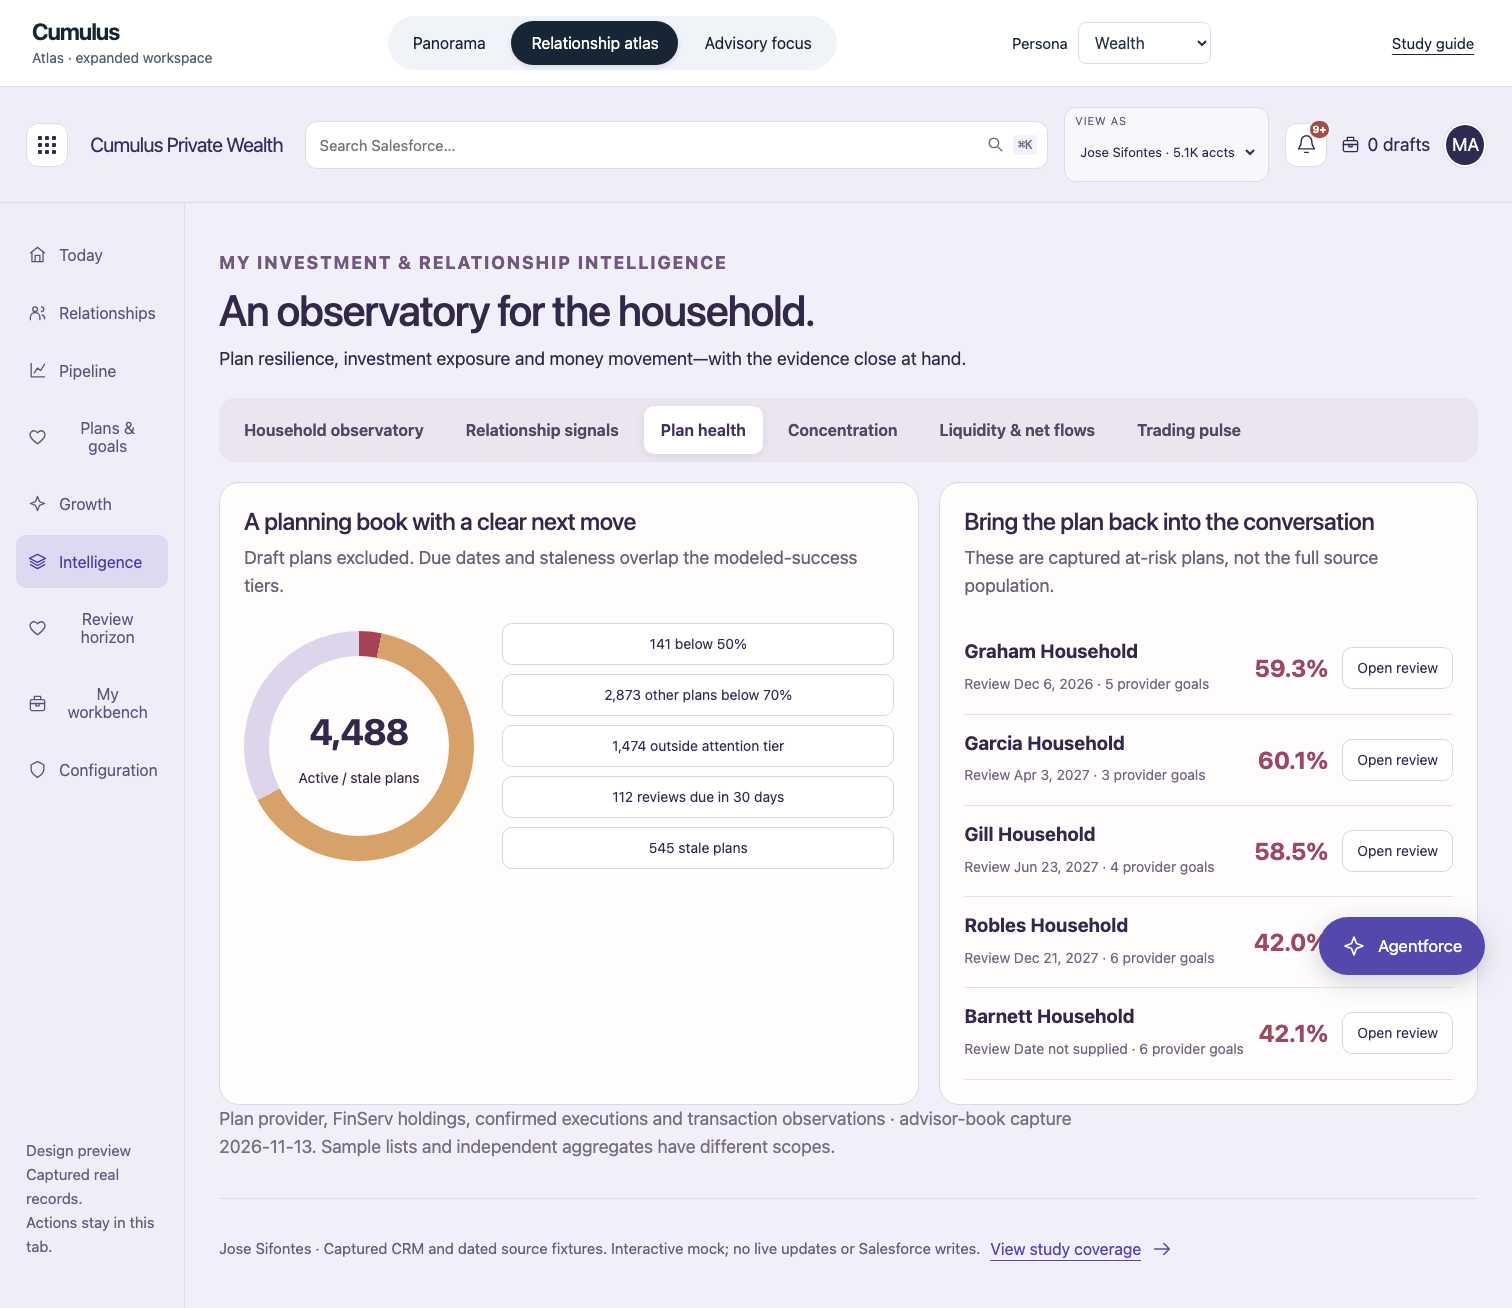 Cumulus
Atlas · expanded workspace
Panorama
Relationship atlas
Advisory focus
Persona
Wealth
Study guide
Cumulus Private Wealth
Search Salesforce...
⌘K
VIEW AS
Jose Sifontes · 5.1K accts
9+
0 drafts
MA
Today
Relationships
Pipeline
Plans &
goals
Growth
Intelligence
Review
horizon
My
workbench
Configuration
Design preview
Captured real
records.
Actions stay in this
tab.
MY INVESTMENT & RELATIONSHIP INTELLIGENCE
An observatory for the household.
Plan resilience, investment exposure and money movement—with the evidence close at hand.
Household observatory
Relationship signals
Plan health
Concentration
Liquidity & net flows
Trading pulse
A planning book with a clear next move
Draft plans excluded. Due dates and staleness overlap the modeled-success
tiers.
4,488
Active / stale plans
141 below 50%
2,873 other plans below 70%
1,474 outside attention tier
112 reviews due in 30 days
545 stale plans
Bring the plan back into the conversation
These are captured at-risk plans, not the full source
population.
Graham Household
Review Dec 6, 2026 · 5 provider goals
59.3%
Open review
Garcia Household
Review Apr 3, 2027 · 3 provider goals
60.1%
Open review
Gill Household
Review Jun 23, 2027 · 4 provider goals
58.5%
Open review
Robles Household
Review Dec 21, 2027 · 6 provider goals
42.0%
Agentforce
Barnett Household
Review Date not supplied · 6 provider goals
42.1%
Open review
Plan provider, FinServ holdings, confirmed executions and transaction observations · advisor-book capture
2026-11-13. Sample lists and independent aggregates have different scopes.
Jose Sifontes · Captured CRM and dated source fixtures. Interactive mock; no live updates or Salesforce writes.
View study coverage